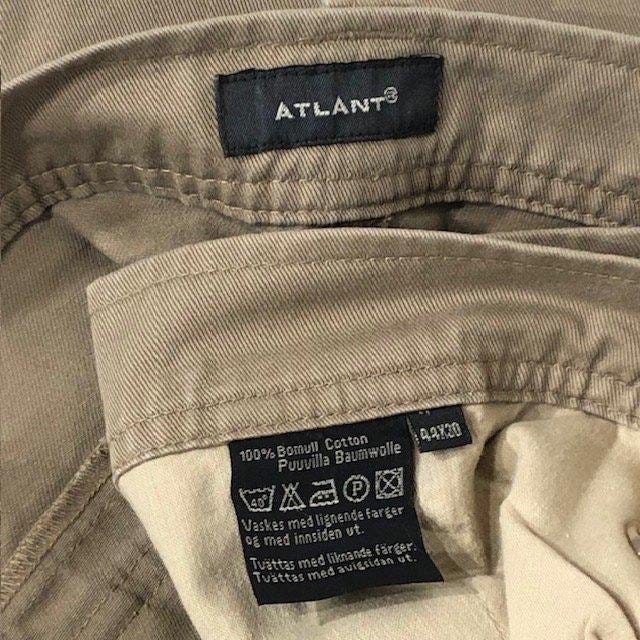 ATLANT®
44X30
100% Bomull Cotton
Puuvilla Baumwolle
40° P
Vaskes med lignende farger
og med innsiden ut.
Tvättas med liknande färger.
Tvättas med avigsidan ut.